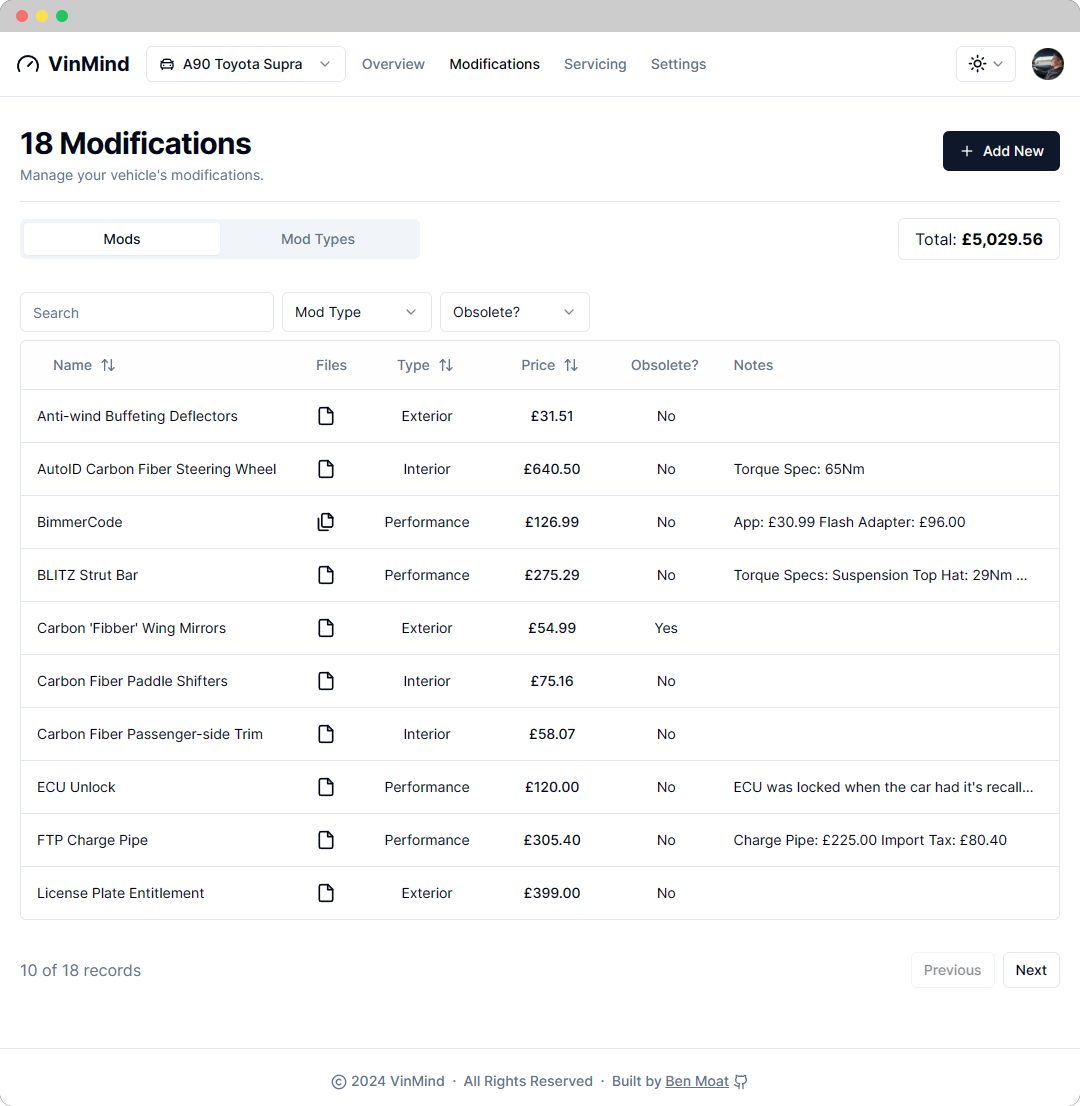 VinMind A90 Toyota Supra Overview Modifications Servicing Settings
18 Modifications
Manage your vehicle's modifications.
Add New
Mods Mod Types
Total: £5,029.56
Search Mod Type Obsolete?
Name Files Type Price Obsolete? Notes
Anti-wind Buffeting Deflectors Exterior £31.51 No
AutoID Carbon Fiber Steering Wheel Interior £640.50 No Torque Spec: 65Nm
BimmerCode Performance £126.99 No App: £30.99 Flash Adapter: £96.00
BLITZ Strut Bar Performance £275.29 No Torque Specs: Suspension Top Hat: 29Nm ...
Carbon 'Fibber' Wing Mirrors Exterior £54.99 Yes
Carbon Fiber Paddle Shifters Interior £75.16 No
Carbon Fiber Passenger-side Trim Interior £58.07 No
ECU Unlock Performance £120.00 No ECU was locked when the car had it's recall...
FTP Charge Pipe Performance £305.40 No Charge Pipe: £225.00 Import Tax: £80.40
License Plate Entitlement Exterior £399.00 No
10 of 18 records Previous Next
© 2024 VinMind · All Rights Reserved · Built by Ben Moat